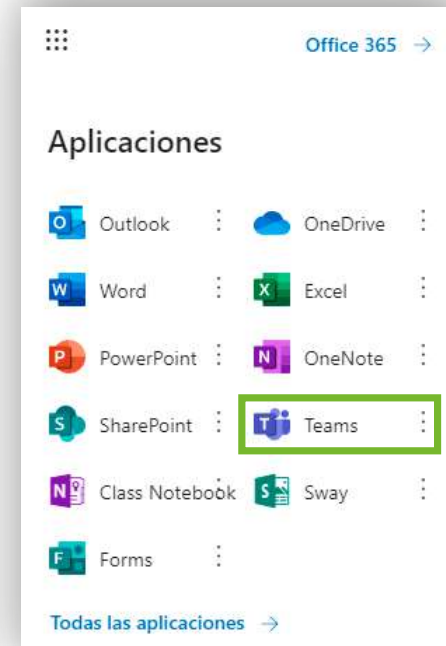 Office 365 →
Aplicaciones
Outlook OneDrive
Word Excel
PowerPoint OneNote
SharePoint Teams
Class Notebook Sway
Forms
Todas las aplicaciones →